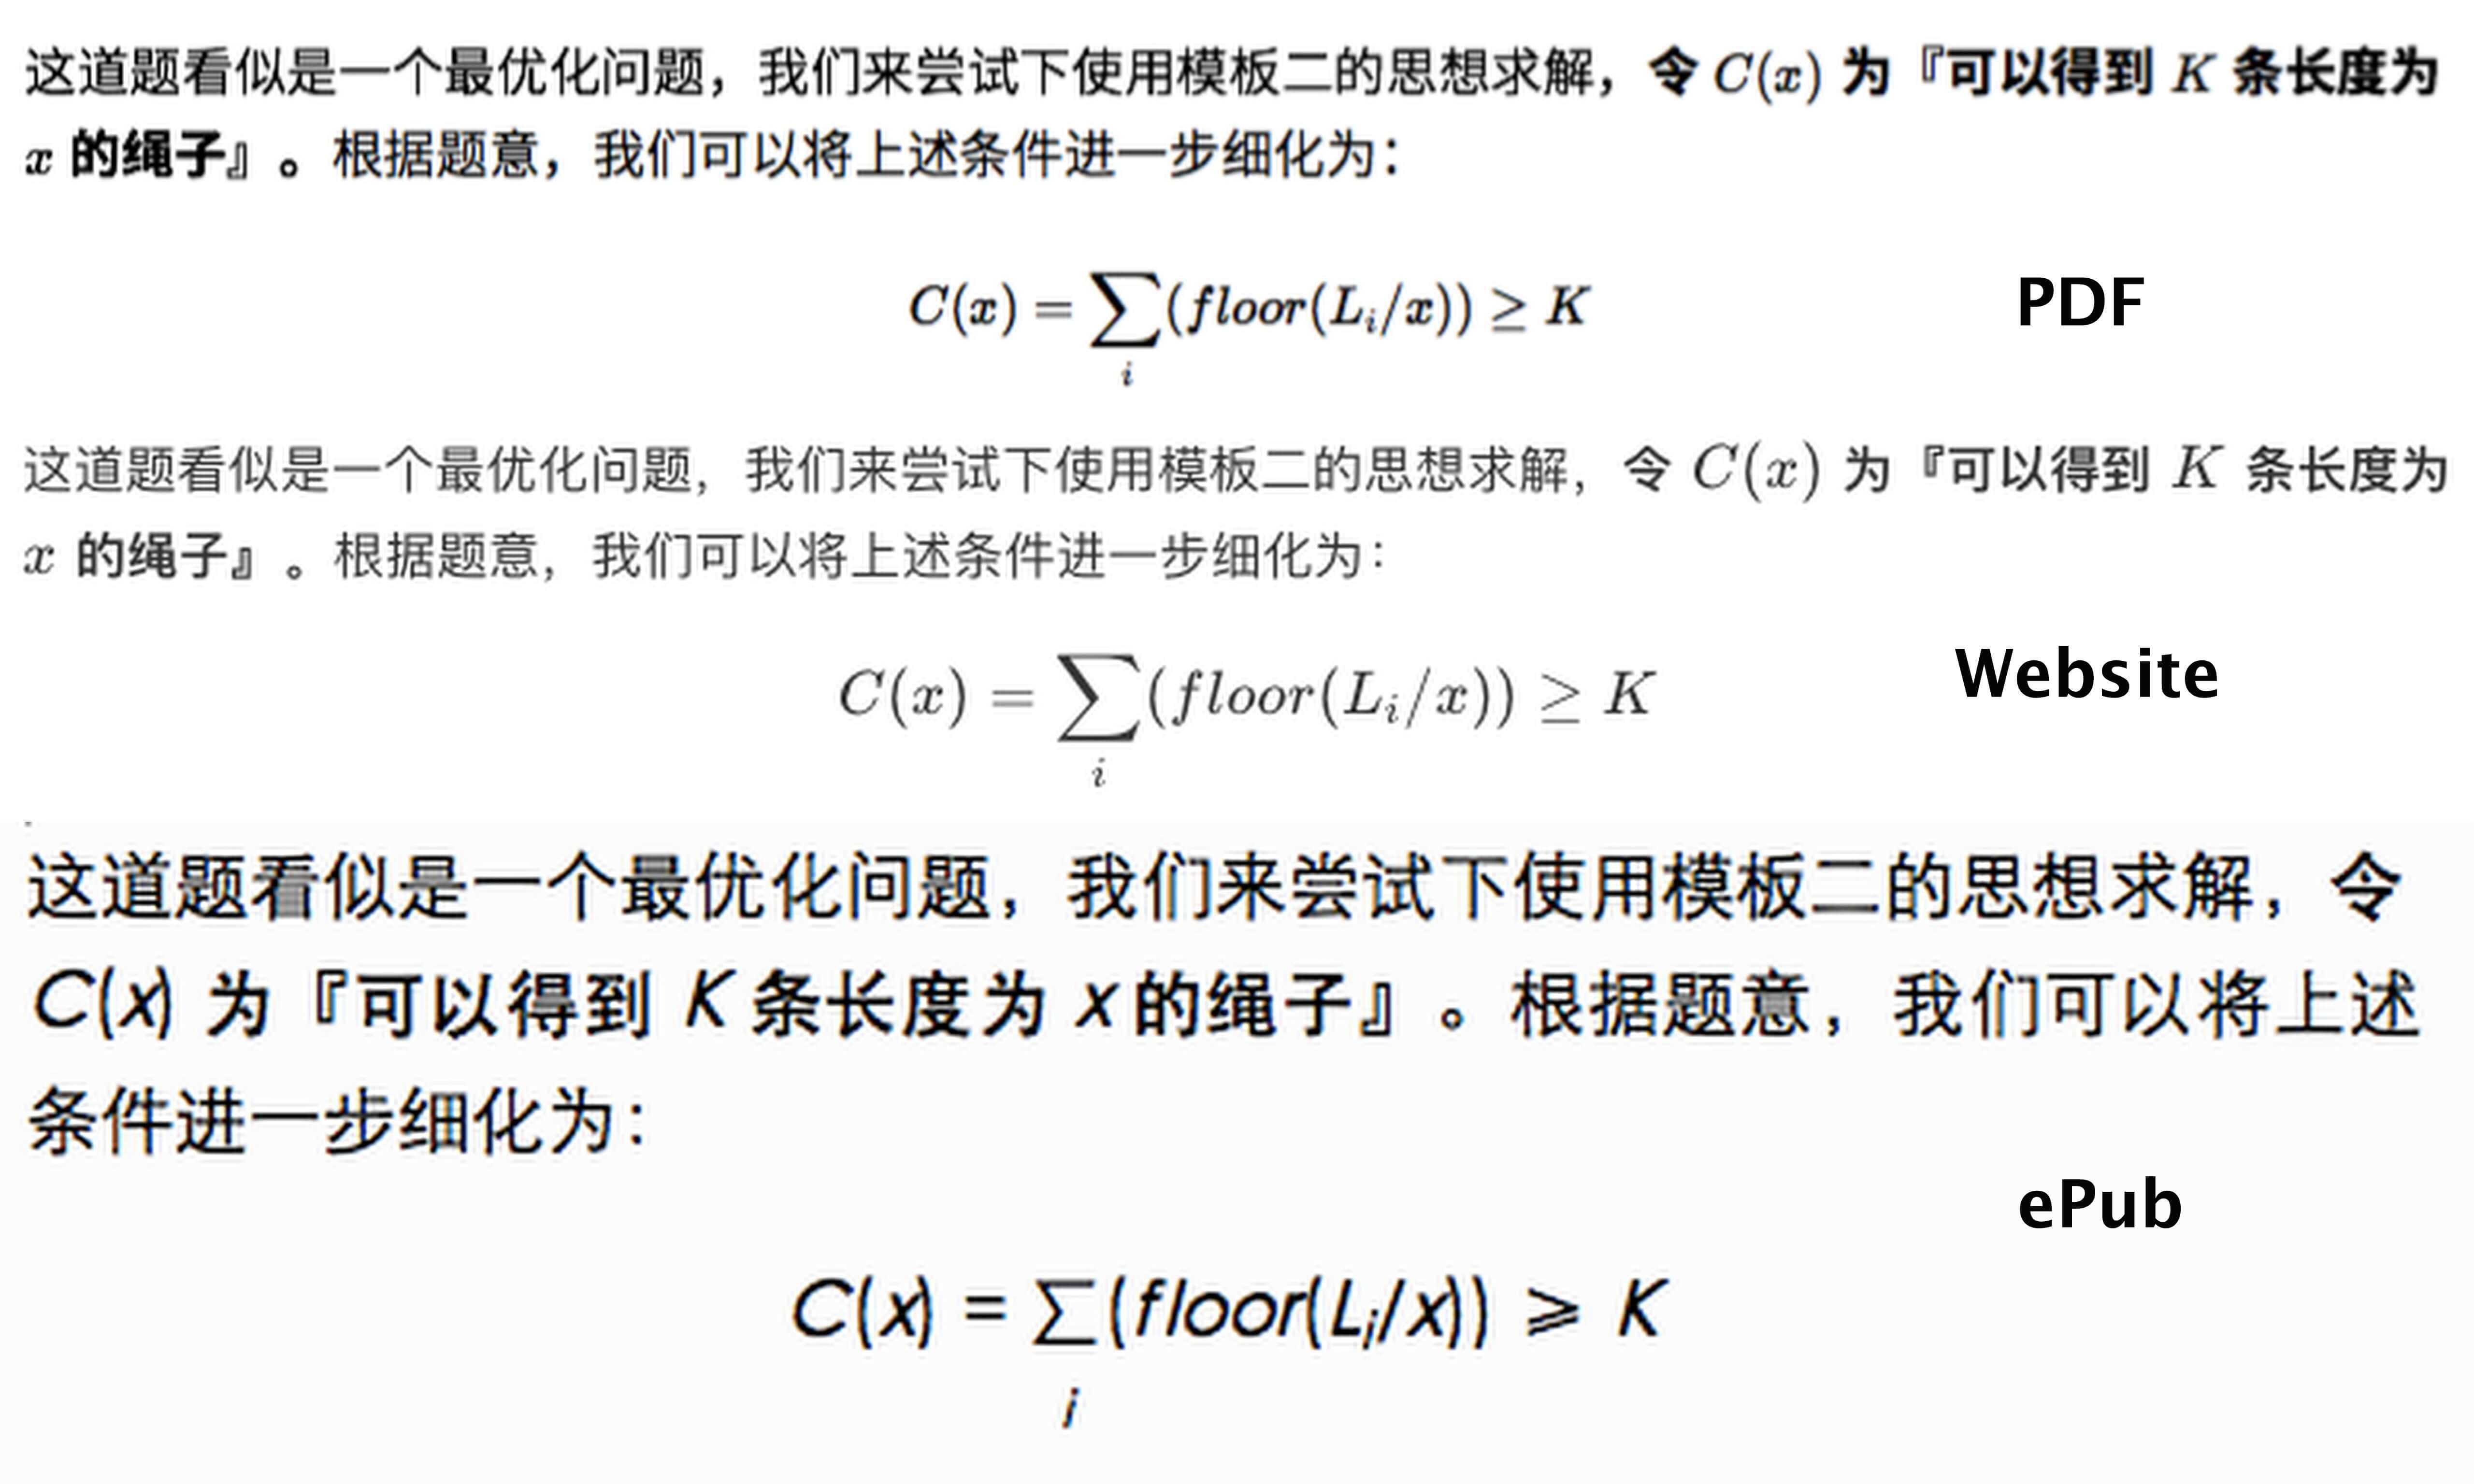 这道题看似是一个最优化问题，我们来尝试下使用模板二的思想求解，令 C(x) 为『可以得到 K 条长度为
x 的绳子』。根据题意，我们可以将上述条件进一步细化为：
C(x) = ∑(floor(Lᵢ/x)) ≥ K
i
PDF
这道题看似是一个最优化问题，我们来尝试下使用模板二的思想求解，令 C(x) 为『可以得到 K 条长度为
x 的绳子』。根据题意，我们可以将上述条件进一步细化为：
C(x) = ∑(floor(Lᵢ/x)) ≥ K
i
Website
这道题看似是一个最优化问题，我们来尝试下使用模板二的思想求解，令
C(x) 为『可以得到 K 条长度为 x 的绳子』。根据题意，我们可以将上述
条件进一步细化为：
ePub
C(x) = ∑(floor(Lᵢ/x)) ⩾ K
i